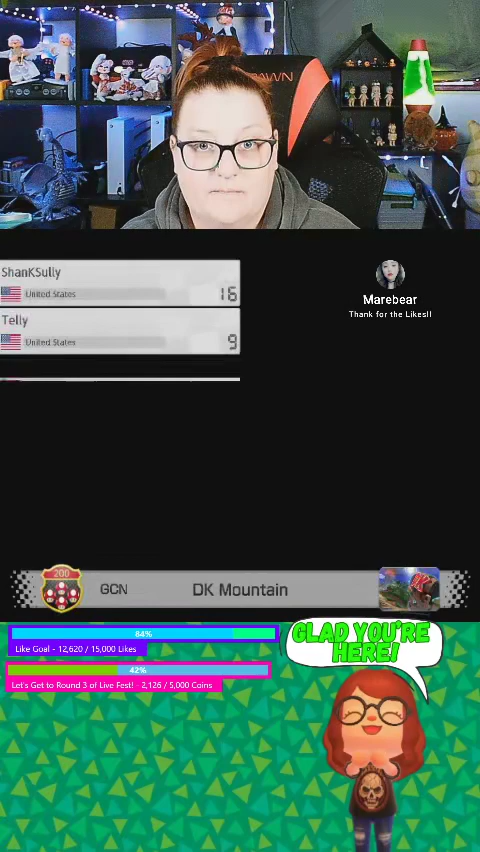 AWN
ShanKSully
United States
16
Telly
United States
9
Marebear
Thank for the Likes!!
200
GCN
DK Mountain
DK
84%
Like Goal - 12,620 / 15,000 Likes
42%
Let's Get to Round 3 of Live Fest! - 2,126 / 5,000 Coins
GLAD YOU'RE
HERE!